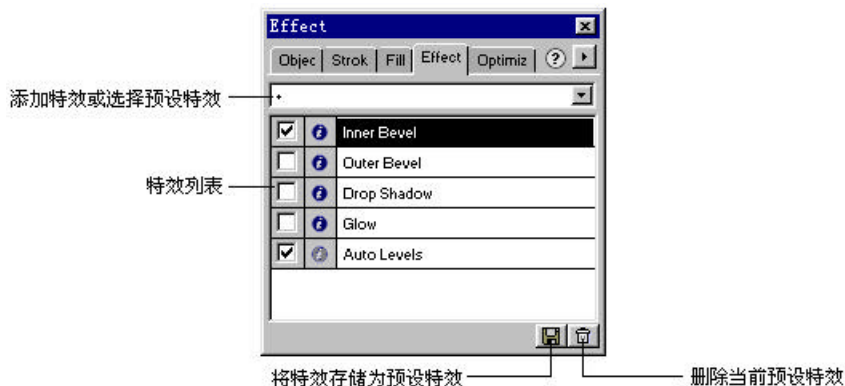 Effect
Objec Strok Fill Effect Optimiz ?
添加特效或选择预设特效
特效列表
Inner Bevel
Outer Bevel
Drop Shadow
Glow
Auto Levels
将特效存储为预设特效
删除当前预设特效